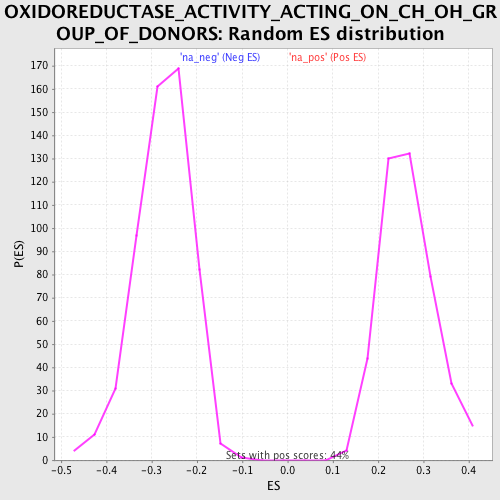 OXIDOREDUCTASE_ACTIVITY_ACTING_ON_CH_OH_GR
OUP_OF_DONORS: Random ES distribution
'na_neg' (Neg ES) 'na_pos' (Pos ES)
170
160
150
140
130
120
110
100
90
80
70
60
50
40
30
20
10
0
P(ES)
Sets with pos scores: 44%
-0.5 -0.4 -0.3 -0.2 -0.1 0.0 0.1 0.2 0.3 0.4
ES